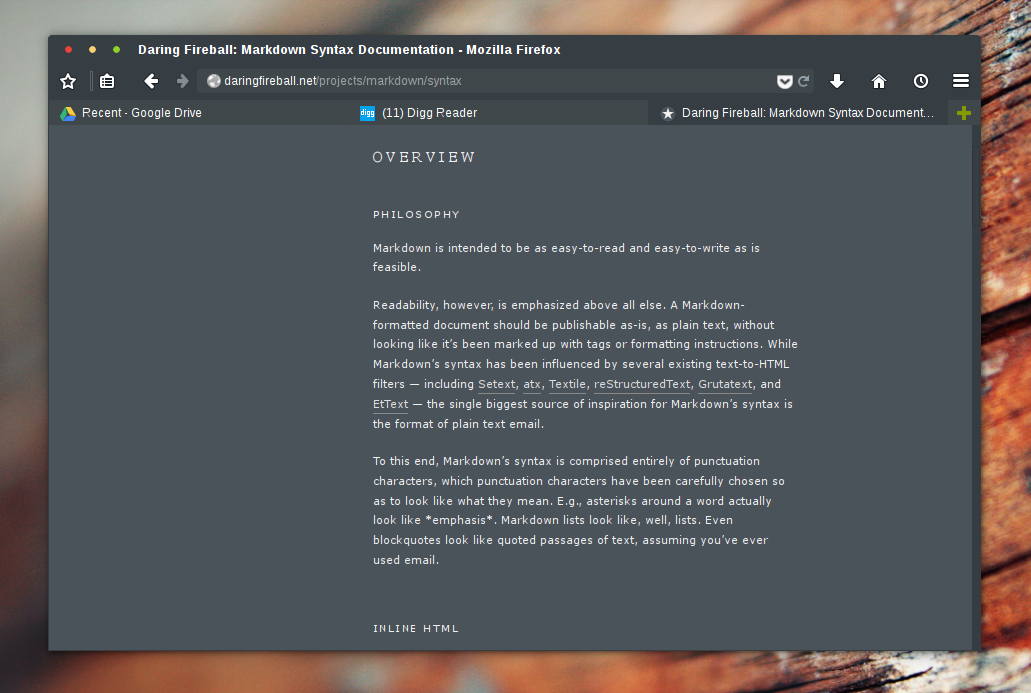 Daring Fireball: Markdown Syntax Documentation - Mozilla Firefox
daringfireball.net/projects/markdown/syntax
Recent - Google Drive
digg
(11) Digg Reader
Daring Fireball: Markdown Syntax Document...
OVERVIEW
PHILOSOPHY
Markdown is intended to be as easy-to-read and easy-to-write as is
feasible.
Readability, however, is emphasized above all else. A Markdown-
formatted document should be publishable as-is, as plain text, without
looking like it’s been marked up with tags or formatting instructions. While
Markdown’s syntax has been influenced by several existing text-to-HTML
filters — including Setext, atx, Textile, reStructuredText, Grutatext, and
EtText — the single biggest source of inspiration for Markdown’s syntax is
the format of plain text email.
To this end, Markdown’s syntax is comprised entirely of punctuation
characters, which punctuation characters have been carefully chosen so
as to look like what they mean. E.g., asterisks around a word actually
look like *emphasis*. Markdown lists look like, well, lists. Even
blockquotes look like quoted passages of text, assuming you’ve ever
used email.
INLINE HTML